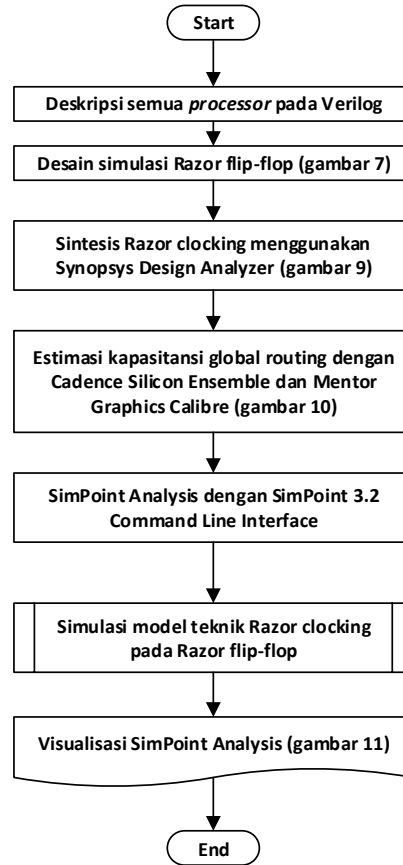 Start
Deskripsi semua processor pada Verilog
Desain simulasi Razor flip-flop (gambar 7)
Sintesis Razor clocking menggunakan
Synopsys Design Analyzer (gambar 9)
Estimasi kapasitansi global routing dengan
Cadence Silicon Ensemble dan Mentor
Graphics Calibre (gambar 10)
SimPoint Analysis dengan SimPoint 3.2
Command Line Interface
Simulasi model teknik Razor clocking
pada Razor flip-flop
Visualisasi SimPoint Analysis (gambar 11)
End